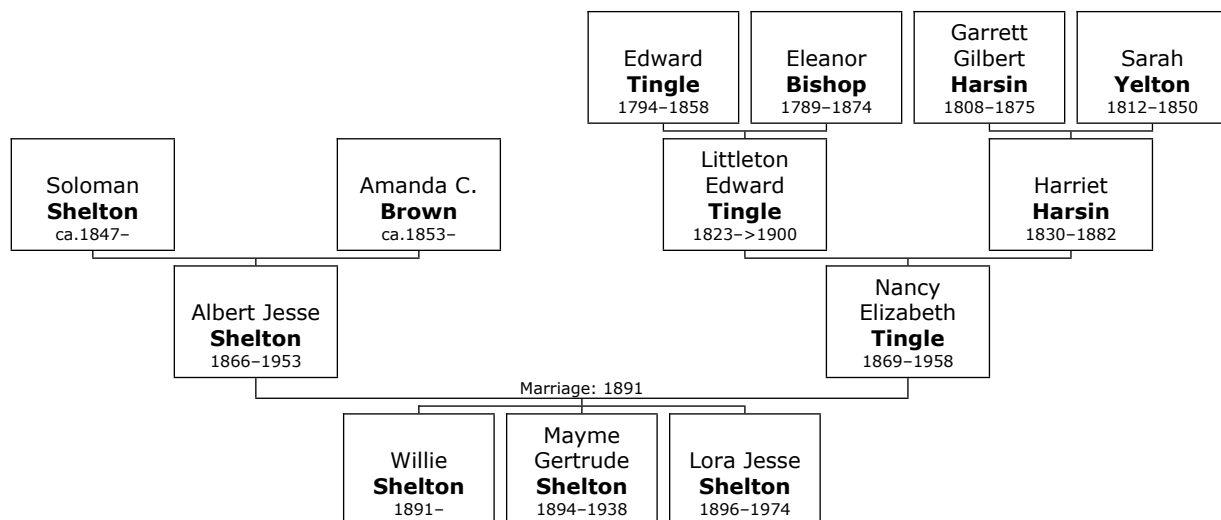 Edward
Tingle
1794–1858
Eleanor
Bishop
1789–1874
Garrett
Gilbert
Harsin
1808–1875
Sarah
Yelton
1812–1850
Soloman
Shelton
ca.1847–
Amanda C.
Brown
ca.1853–
Littleton
Edward
Tingle
1823–>1900
Harriet
Harsin
1830–1882
Albert Jesse
Shelton
1866–1953
Nancy
Elizabeth
Tingle
1869–1958
Marriage: 1891
Willie
Shelton
1891–
Mayme
Gertrude
Shelton
1894–1938
Lora Jesse
Shelton
1896–1974